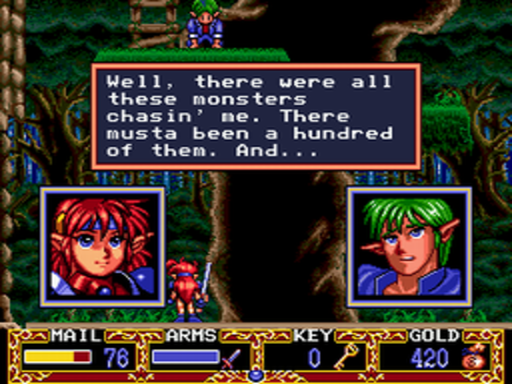 Well, there were all
these monsters
chasin' me. There
musta been a hundred
of them. And...
MAIL ARMS KEY GOLD
76 0 420